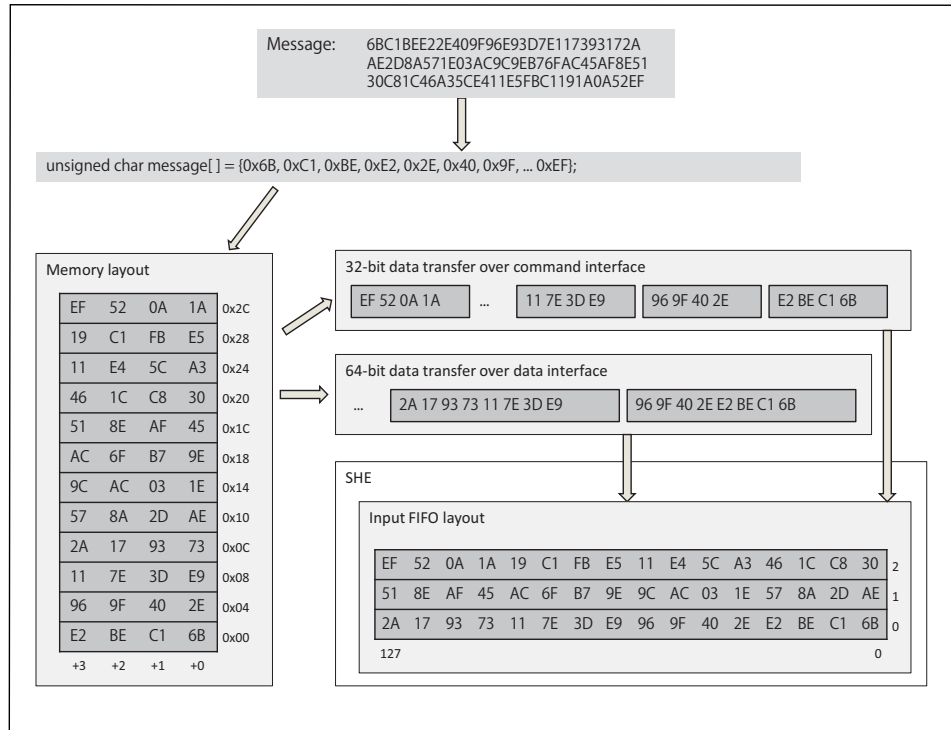 Message: 6BC1BEE22E409F96E93D7E117393172A
AE2D8A571E03AC9C9EB76FAC45AF8E51
30C81C46A35CE411E5FBC1191A0A52EF
unsigned char message[ ] = {0x6B, 0xC1, 0xBE, 0xE2, 0x2E, 0x40, 0x9F, ... 0xEF};
Memory layout
EF 52 0A 1A 0x2C
19 C1 FB E5 0x28
11 E4 5C A3 0x24
46 1C C8 30 0x20
51 8E AF 45 0x1C
AC 6F B7 9E 0x18
9C AC 03 1E 0x14
57 8A 2D AE 0x10
2A 17 93 73 0x0C
11 7E 3D E9 0x08
96 9F 40 2E 0x04
E2 BE C1 6B 0x00
+3 +2 +1 +0
32-bit data transfer over command interface
EF 52 0A 1A ... 11 7E 3D E9 96 9F 40 2E E2 BE C1 6B
64-bit data transfer over data interface
... 2A 17 93 73 11 7E 3D E9 96 9F 40 2E E2 BE C1 6B
SHE
Input FIFO layout
EF 52 0A 1A 19 C1 FB E5 11 E4 5C A3 46 1C C8 30 2
51 8E AF 45 AC 6F B7 9E 9C AC 03 1E 57 8A 2D AE 1
2A 17 93 73 11 7E 3D E9 96 9F 40 2E E2 BE C1 6B 0
127 0